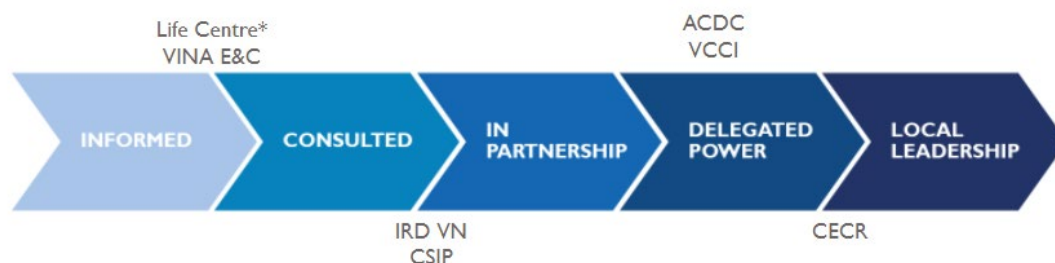 Life Centre*
VINA E&C
ACDC
VCCI
INFORMED
CONSULTED
IN
PARTNERSHIP
DELEGATED
POWER
LOCAL
LEADERSHIP
IRD VN
CSIP
CECR